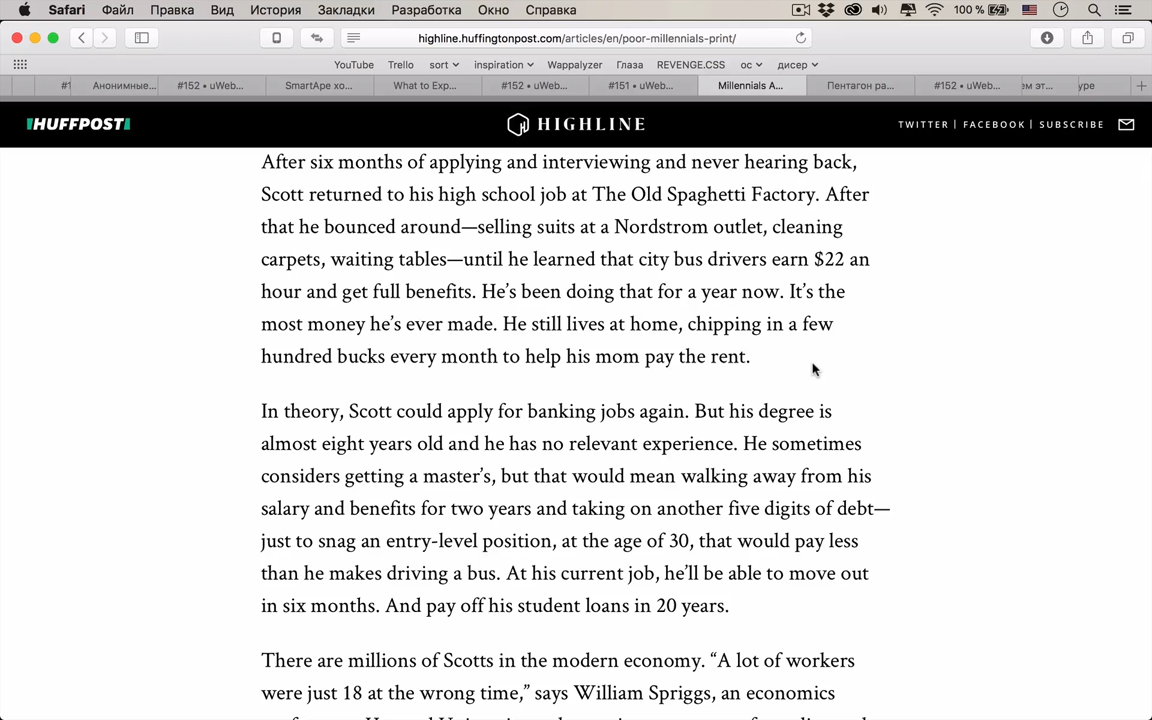 Safari Файл Правка Вид История Закладки Разработка Окно Справка 100 %
highline.huffingtonpost.com/articles/en/poor-millennials-print/
YouTube Trello sort inspiration Wappalyzer Глаза REVENGE.CSS ос дисер
#1 Анонимные... #152 • uWeb... SmartApe хо... What to Exp... #152 • uWeb... #151 • uWeb... Millennials A... Пентагон ра... #152 • uWeb... ем эт... уре
HUFFPOST HIGHLINE TWITTER | FACEBOOK | SUBSCRIBE
After six months of applying and interviewing and never hearing back,
Scott returned to his high school job at The Old Spaghetti Factory. After
that he bounced around—selling suits at a Nordstrom outlet, cleaning
carpets, waiting tables—until he learned that city bus drivers earn $22 an
hour and get full benefits. He’s been doing that for a year now. It’s the
most money he’s ever made. He still lives at home, chipping in a few
hundred bucks every month to help his mom pay the rent.
In theory, Scott could apply for banking jobs again. But his degree is
almost eight years old and he has no relevant experience. He sometimes
considers getting a master’s, but that would mean walking away from his
salary and benefits for two years and taking on another five digits of debt—
just to snag an entry-level position, at the age of 30, that would pay less
than he makes driving a bus. At his current job, he’ll be able to move out
in six months. And pay off his student loans in 20 years.
There are millions of Scotts in the modern economy. “A lot of workers
were just 18 at the wrong time,” says William Spriggs, an economics